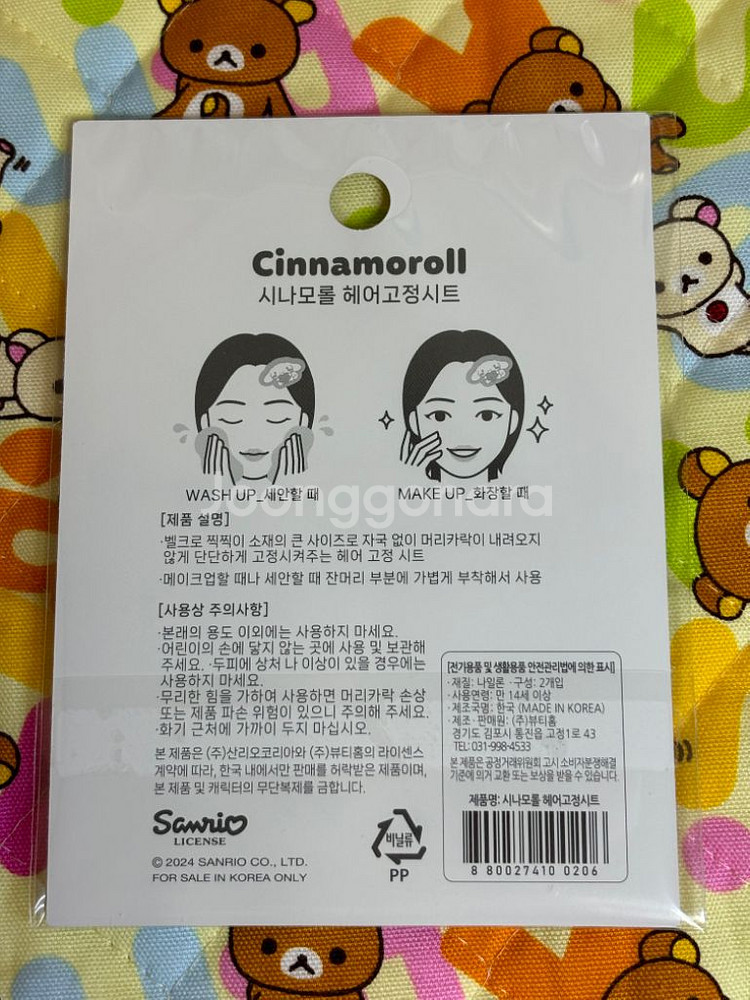 Cinnamoroll
시나모롤 헤어고정시트
WASH UP_세안할 때
MAKE UP_화장할 때
Joonggonara
[제품 설명]
·벨크로 찍찍이 소재의 큰 사이즈로 자국 없이 머리카락이 내려오지
않게 단단하게 고정시켜주는 헤어 고정 시트
·메이크업할 때나 세안할 때 잔머리 부분에 가볍게 부착해서 사용
[사용상 주의사항]
·본래의 용도 이외에는 사용하지 마세요.
·어린이의 손에 닿지 않는 곳에 사용 및 보관해
주세요. ·두피에 상처 나 이상이 있을 경우에는
사용하지 마세요.
·무리한 힘을 가하여 사용하면 머리카락 손상
또는 제품 파손 위험이 있으니 주의해 주세요.
·화기 근처에 가까이 두지 마십시오.
본 제품은 (주)산리오코리아와 (주)뷰티홈의 라이센스
계약에 따라, 한국 내에서만 판매를 허락받은 제품이며,
본 제품 및 캐릭터의 무단복제를 금합니다.
Sanrio
LICENSE
© 2024 SANRIO CO., LTD.
FOR SALE IN KOREA ONLY
비닐류
PP
[전기용품 및 생활용품 안전관리법에 의한 표시]
·재질: 나일론 ·구성: 2개입
·사용연령: 만 14세 이상
·제조국명: 한국 (MADE IN KOREA)
·제조·판매원: (주)뷰티홈
경기도 김포시 통진읍 고정1로 43
TEL: 031-998-4533
본 제품은 공정거래위원회 고시 소비자분쟁해결
기준에 의거 교환 또는 보상을 받을 수 있습니다.
제품명: 시나모롤 헤어고정시트
8 80027410 0206